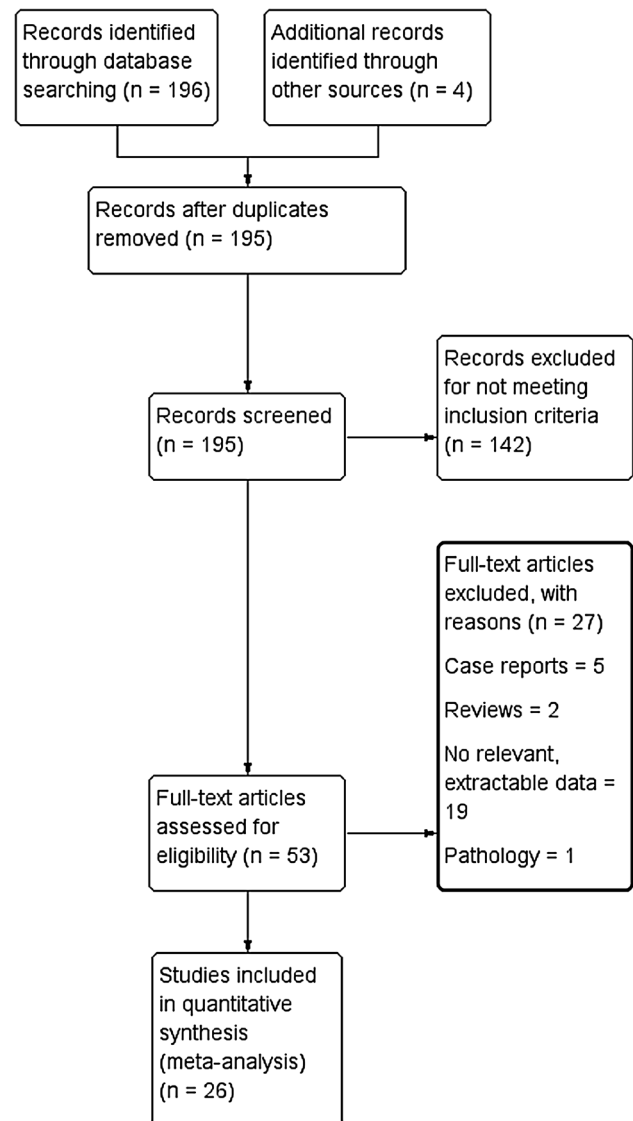 Records identified
through database
searching (n = 196)
Additional records
identified through
other sources (n = 4)
Records after duplicates
removed (n = 195)
Records screened
(n = 195)
Records excluded
for not meeting
inclusion criteria
(n = 142)
Full-text articles
assessed for
eligibility (n = 53)
Full-text articles
excluded, with
reasons (n = 27)
Case reports = 5
Reviews = 2
No relevant,
extractable data =
19
Pathology = 1
Studies included
in quantitative
synthesis
(meta-analysis)
(n = 26)